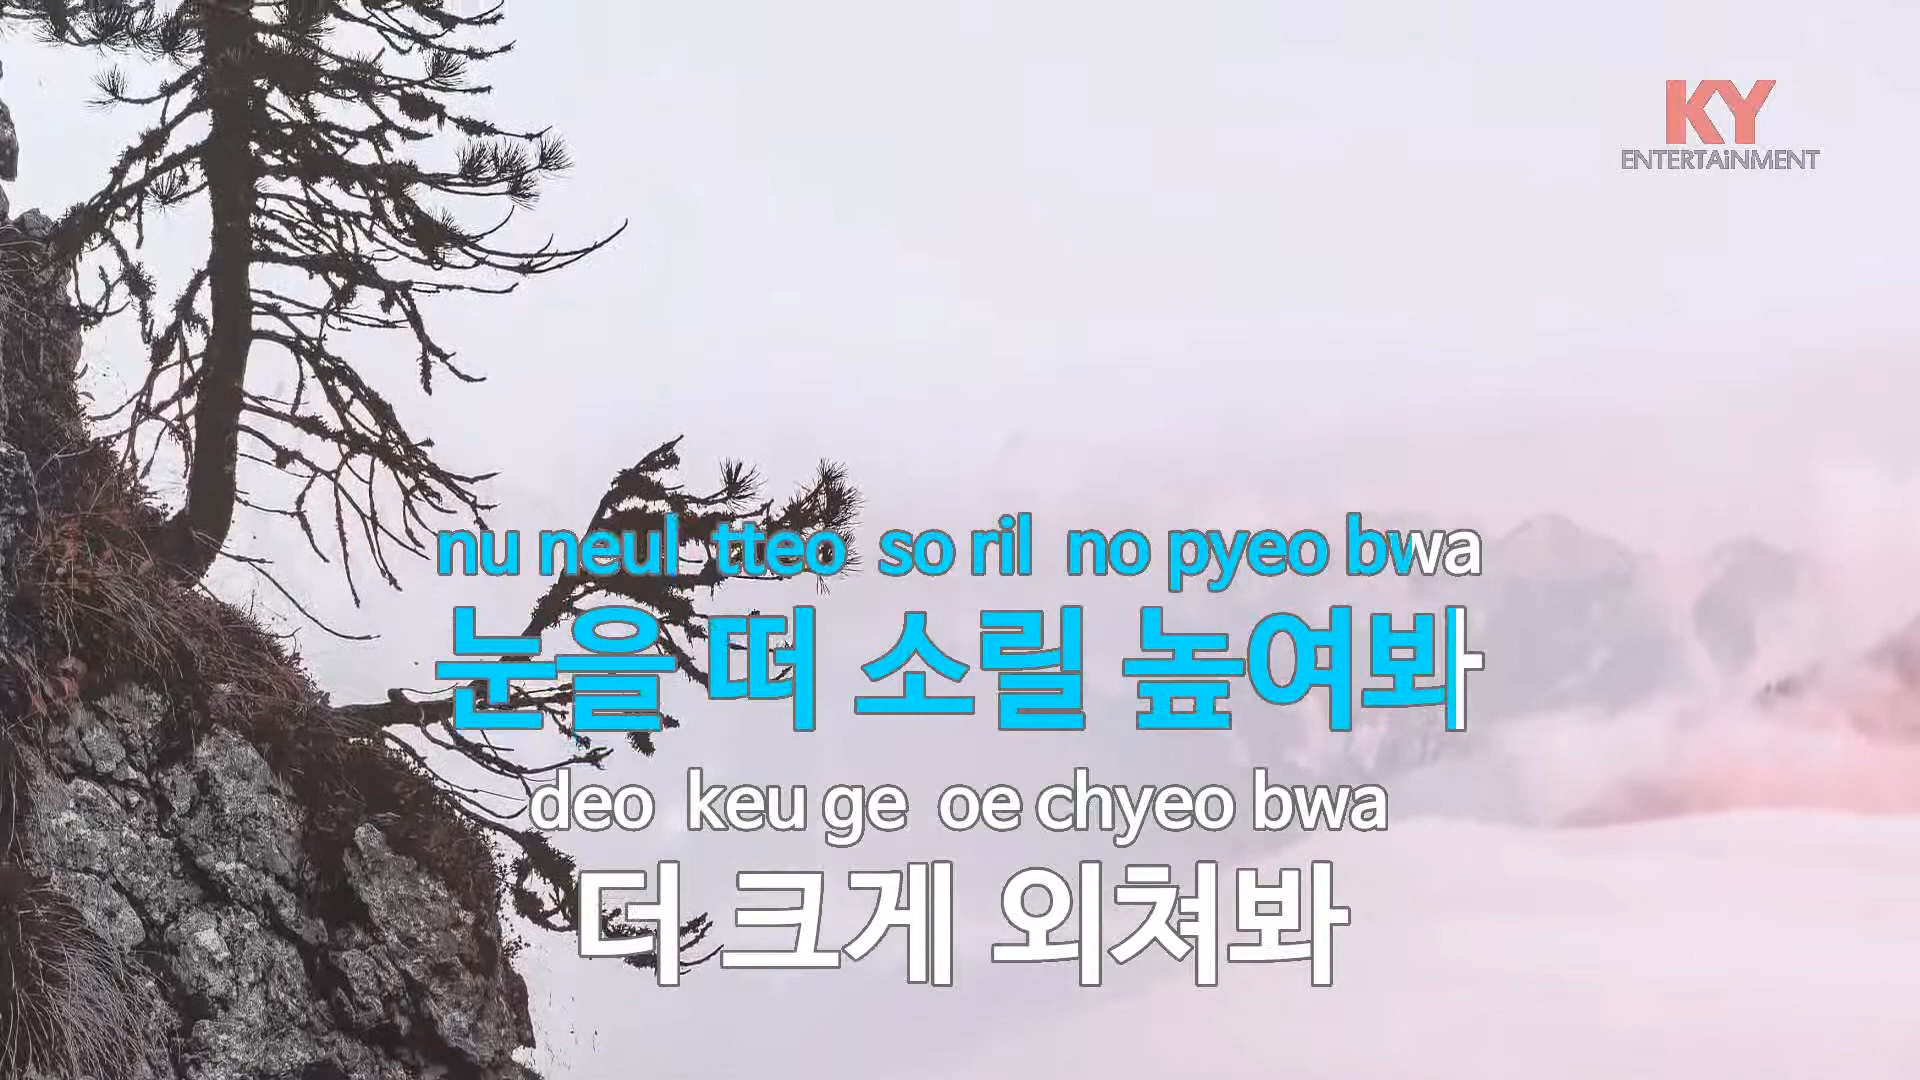 KY
ENTERTAiNMENT
nu neul tteo so ril no pyeo bwa
눈을 떠 소릴 높여봐
deo keu ge oe chyeo bwa
더 크게 외쳐봐